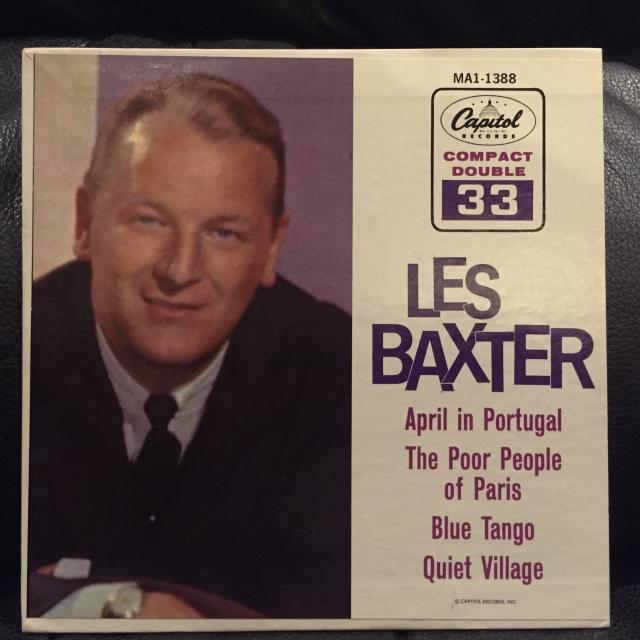 MA1-1388
Capitol
RECORDS
COMPACT
DOUBLE
33
LES
BAXTER
April in Portugal
The Poor People
of Paris
Blue Tango
Quiet Village
© CAPITOL RECORDS, INC.